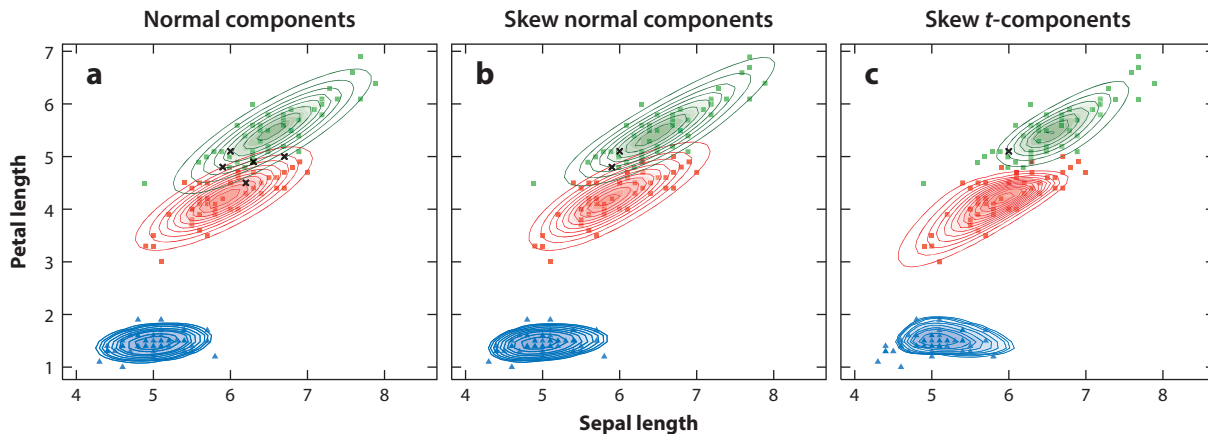 Normal components
Skew normal components
Skew t-components
a
b
c
Petal length
7
6
5
4
3
2
1
4 5 6 7 8
4 5 6 7 8
4 5 6 7 8
Sepal length